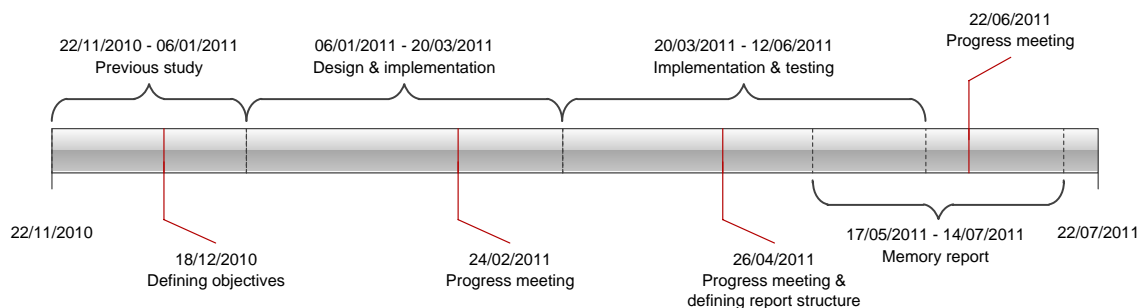 22/06/2011
Progress meeting
22/11/2010 - 06/01/2011
Previous study
06/01/2011 - 20/03/2011
Design & implementation
20/03/2011 - 12/06/2011
Implementation & testing
22/11/2010
18/12/2010
Defining objectives
24/02/2011
Progress meeting
26/04/2011
Progress meeting &
defining report structure
17/05/2011 - 14/07/2011
Memory report
22/07/2011